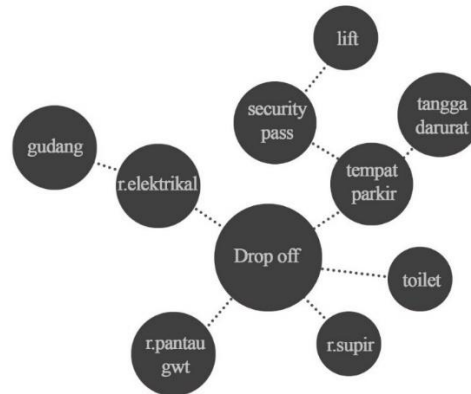 lift
security
pass
tangga
darurat
gudang
r.elektrikal
tempat
parkir
Drop off
toilet
r.pantau
gwt
r.supir